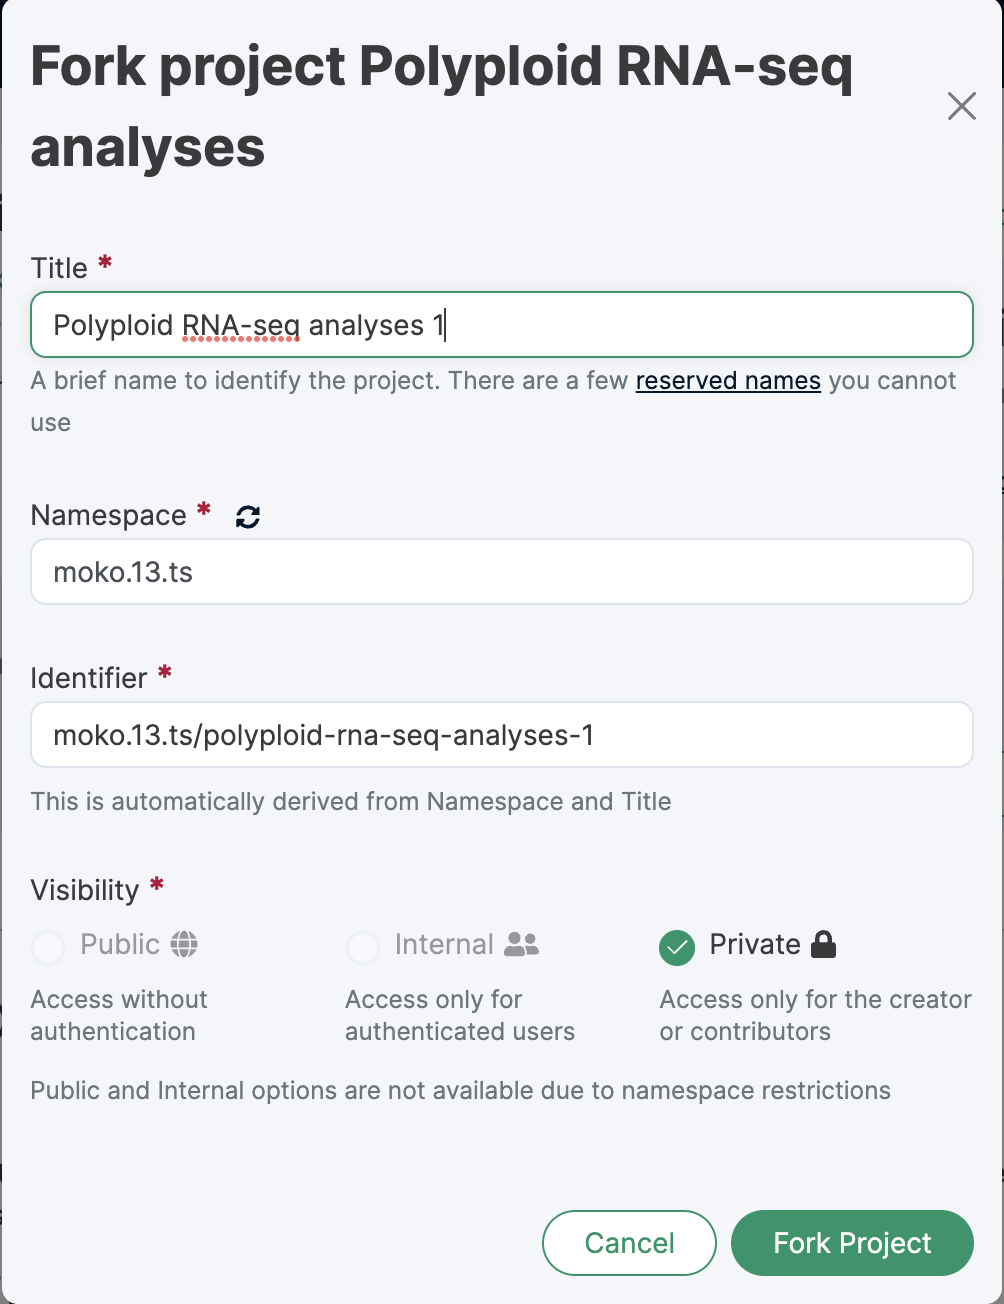 Fork project Polyploid RNA-seq
analyses
Title *
Polyploid RNA-seq analyses 1
A brief name to identify the project. There are a few reserved names you cannot
use
Namespace *
moko.13.ts
Identifier *
moko.13.ts/polyploid-rna-seq-analyses-1
This is automatically derived from Namespace and Title
Visibility *
Public Internal Private
Access without Access only for Access only for the creator
authentication authenticated users or contributors
Public and Internal options are not available due to namespace restrictions
Cancel Fork Project